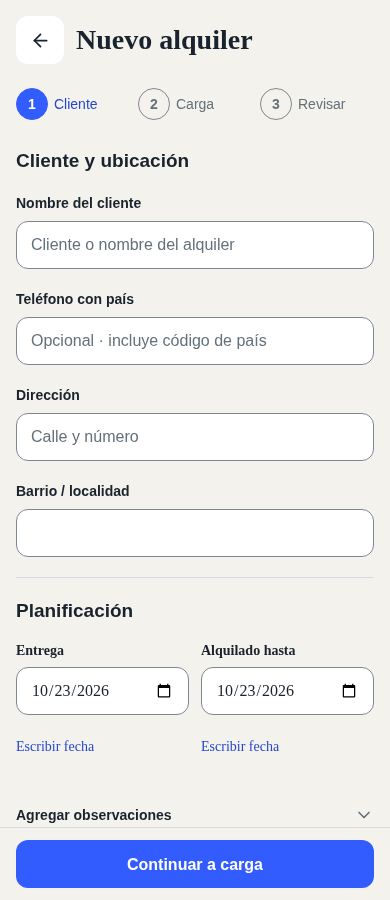 Nuevo alquiler
1 Cliente 2 Carga 3 Revisar
Cliente y ubicación
Nombre del cliente
Cliente o nombre del alquiler
Teléfono con país
Opcional · incluye código de país
Dirección
Calle y número
Barrio / localidad
Planificación
Entrega Alquilado hasta
10/23/2026 10/23/2026
Escribir fecha Escribir fecha
Agregar observaciones
Continuar a carga